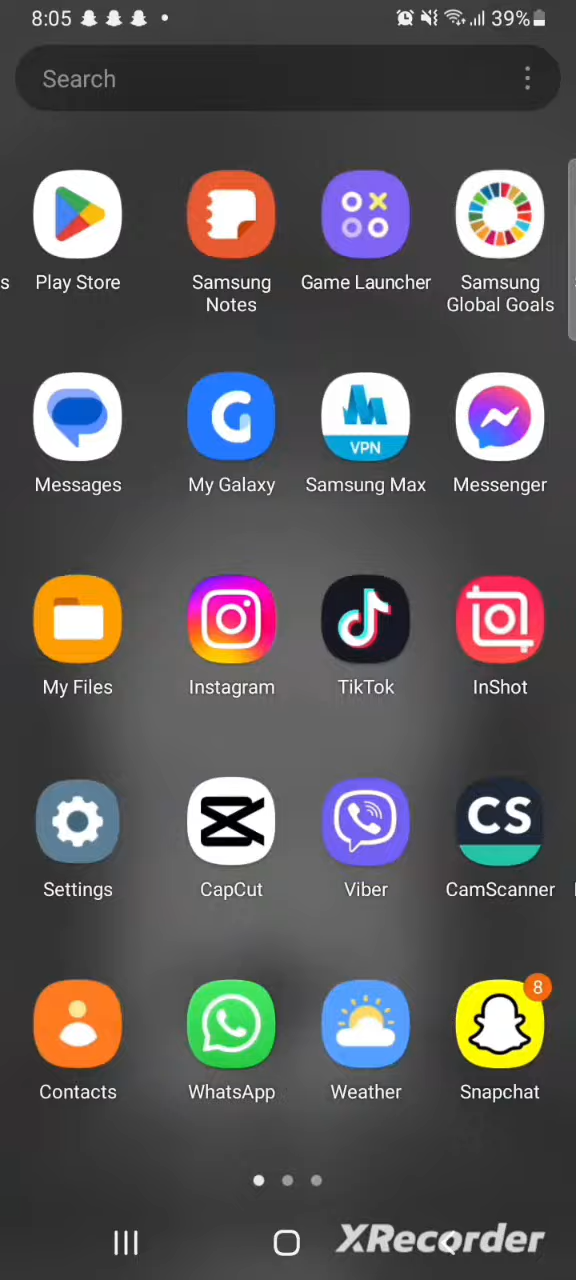 8:05 39%
Search
s Play Store Samsung Notes Game Launcher Samsung Global Goals
VPN
Messages My Galaxy Samsung Max Messenger
My Files Instagram TikTok InShot
CS
Settings CapCut Viber CamScanner
8
Contacts WhatsApp Weather Snapchat
XRecorder